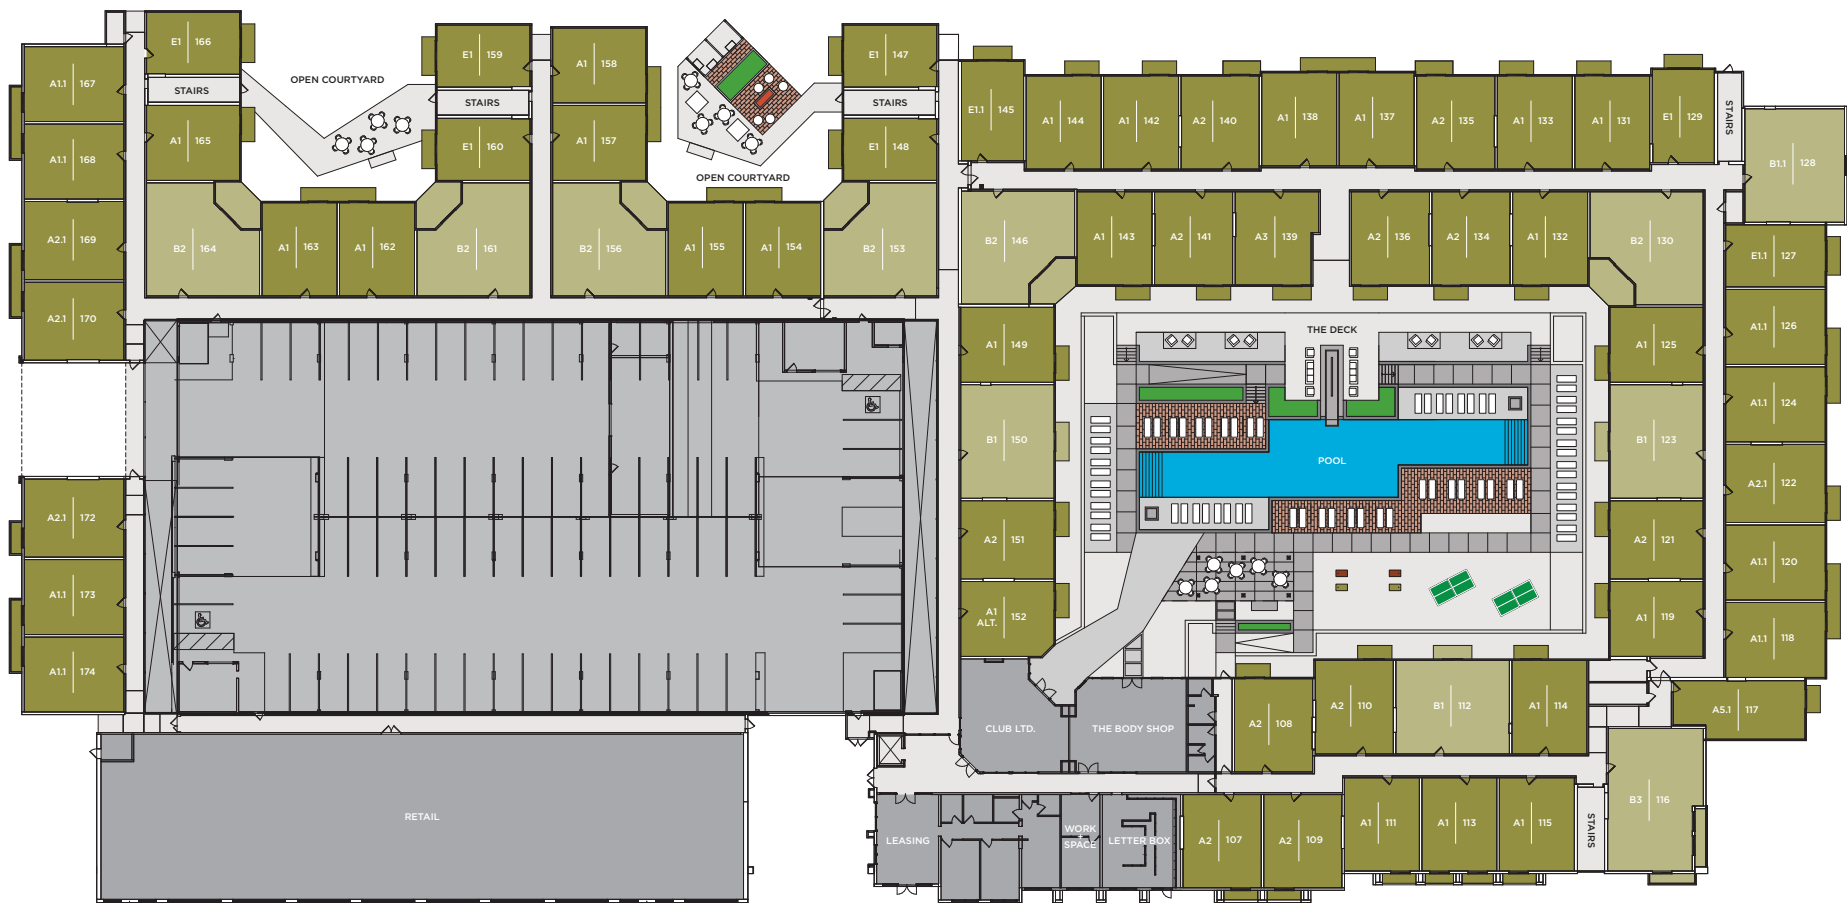 E1 166
E1 159
A1 158
E1 147
A1.1 167
OPEN COURTYARD
STAIRS
STAIRS
STAIRS
E1.1 145
A1 144
A1 142
A2 140
A1 138
A1 137
A2 135
A1 133
A1 131
E1 129
STAIRS
A1.1 168
A1 165
E1 160
A1 157
E1 148
B1.1 128
OPEN COURTYARD
A2.1 169
B2 164
A1 163
A1 162
B2 161
B2 156
A1 155
A1 154
B2 153
B2 146
A1 143
A2 141
A3 139
A2 136
A2 134
A1 132
B2 130
E1.1 127
A2.1 170
THE DECK
A1 149
A1 125
A1.1 126
A1.1 124
B1 150
POOL
B1 123
A2.1 122
A2.1 172
A2 151
A2 121
A1.1 120
A1.1 173
A1
ALT. 152
A1 119
A1.1 118
A1.1 174
CLUB LTD.
THE BODY SHOP
A2 108
A2 110
B1 112
A1 114
A5.1 117
RETAIL
LEASING
WORK
+
SPACE
LETTER BOX
A2 107
A2 109
A1 111
A1 113
A1 115
STAIRS
B3 116